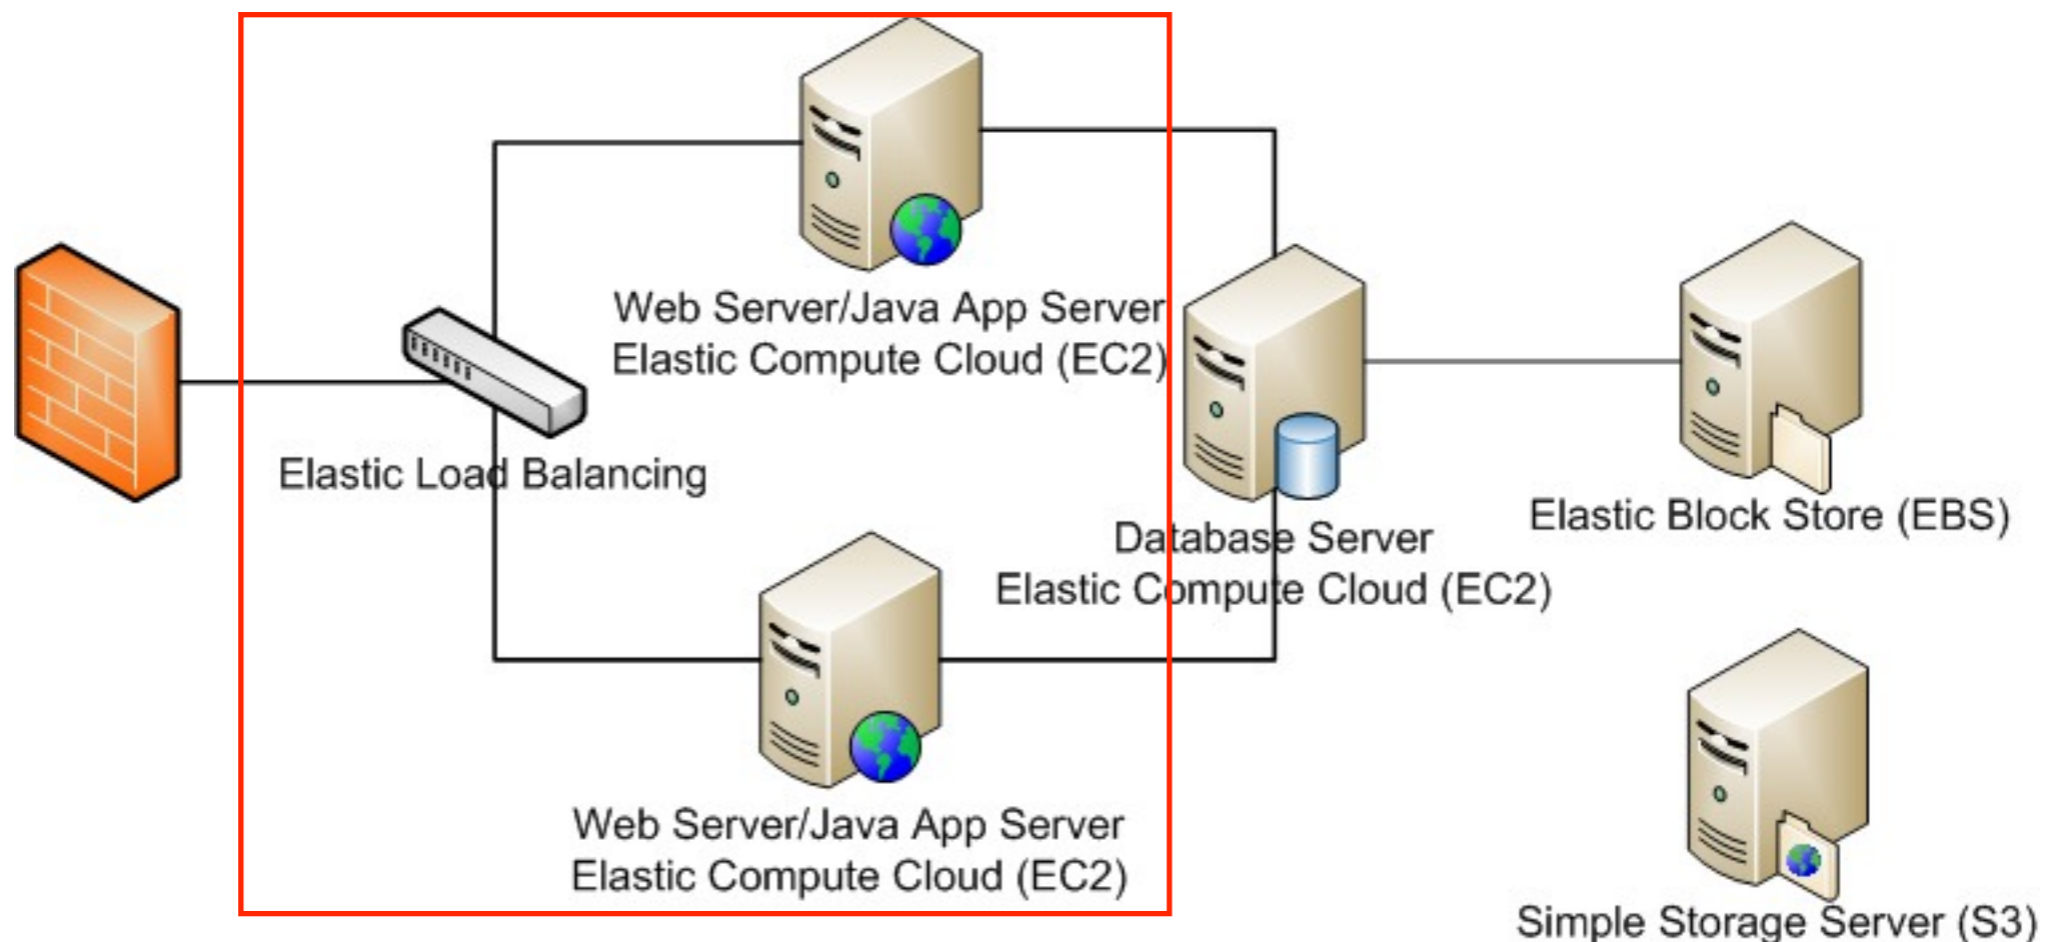 Web Server/Java App Server
Elastic Compute Cloud (EC2)
Elastic Load Balancing
Database Server
Elastic Compute Cloud (EC2)
Elastic Block Store (EBS)
Web Server/Java App Server
Elastic Compute Cloud (EC2)
Simple Storage Server (S3)